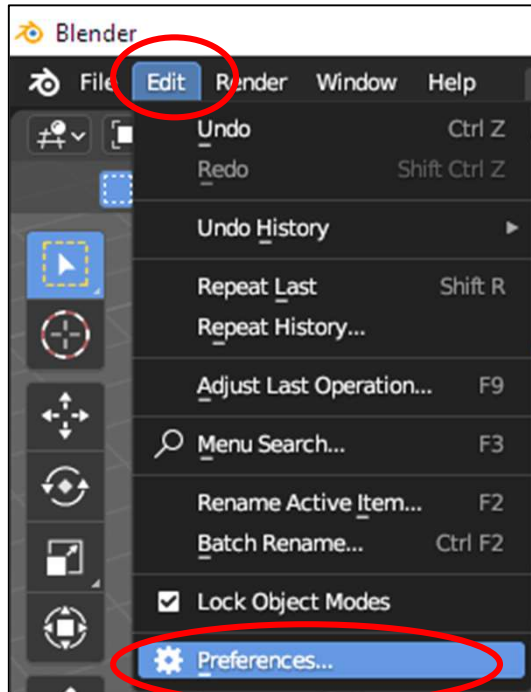 Blender
File Edit Render Window Help
Undo Ctrl Z
Redo Shift Ctrl Z
Undo History
Repeat Last Shift R
Repeat History...
Adjust Last Operation... F9
Menu Search... F3
Rename Active Item... F2
Batch Rename... Ctrl F2
Lock Object Modes
Preferences...